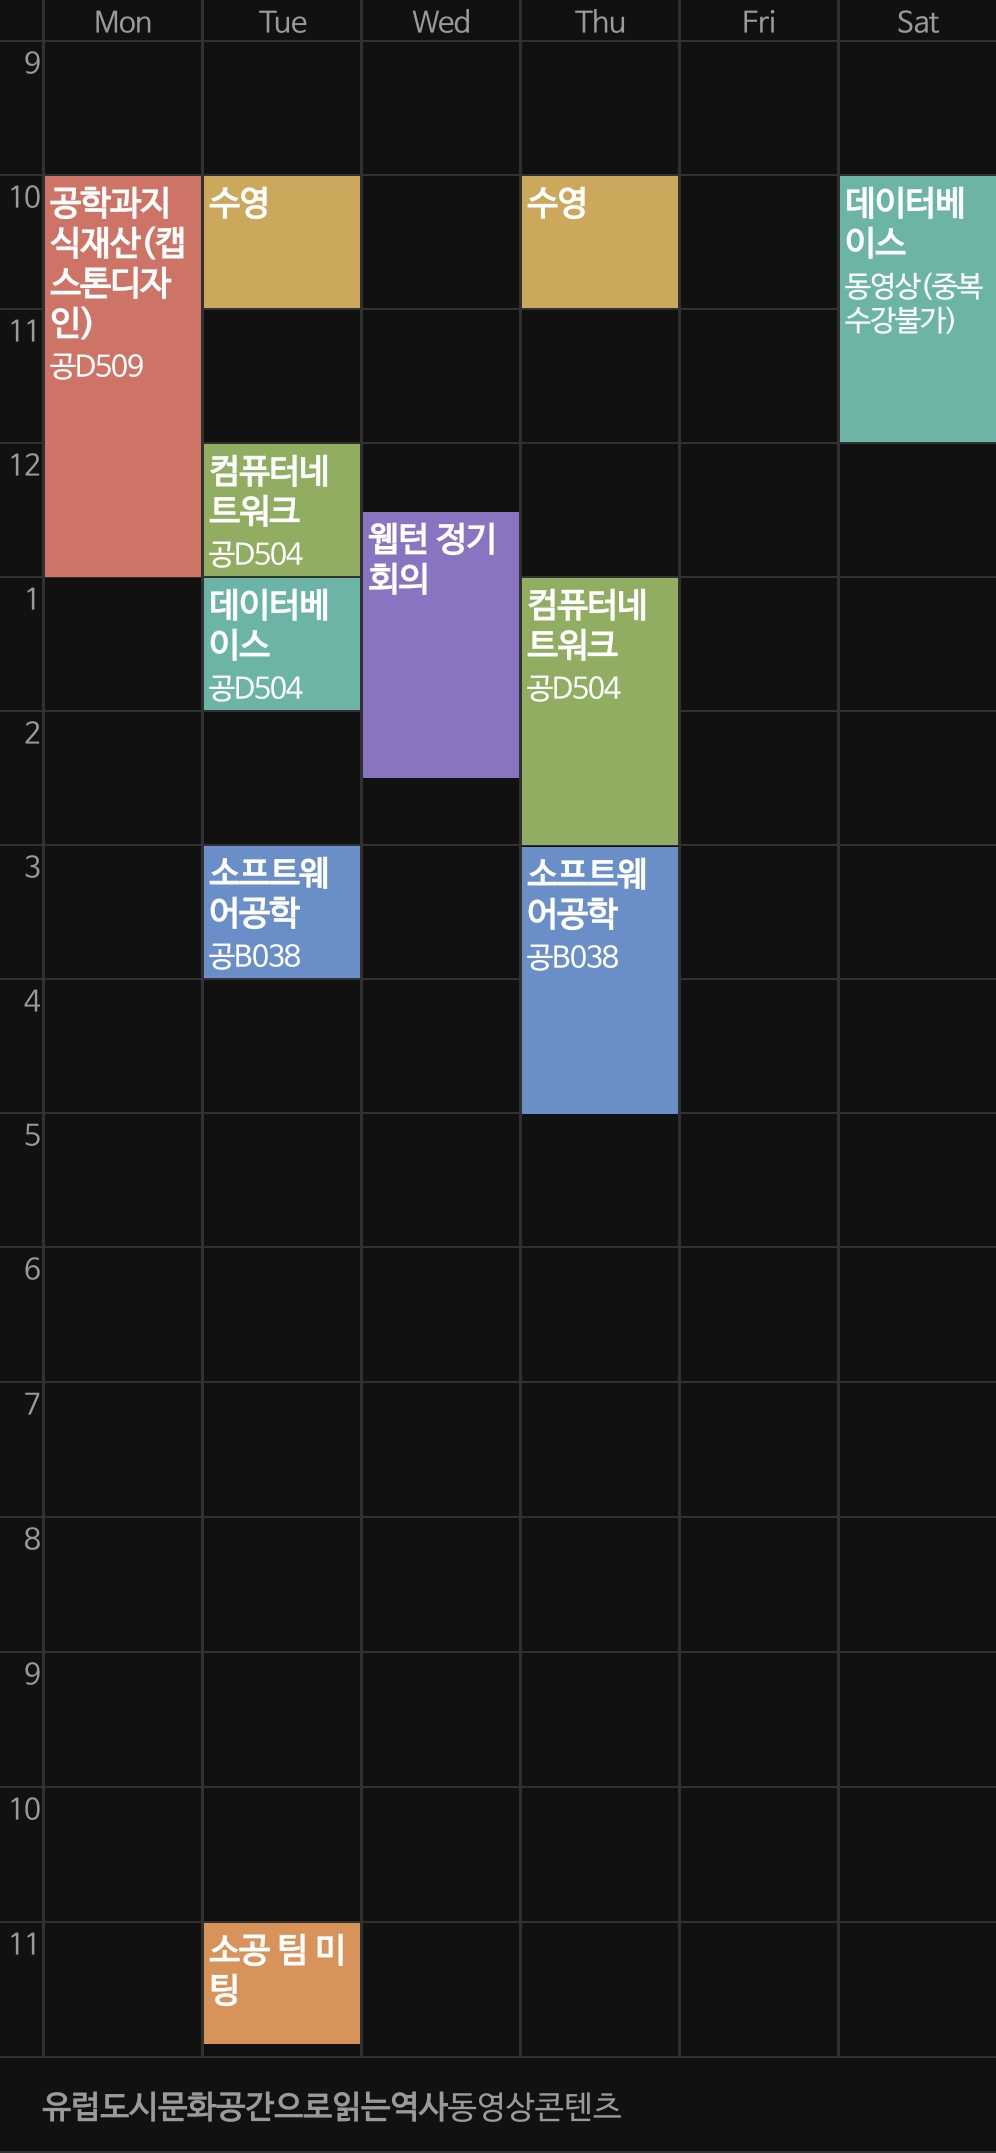 Mon Tue Wed Thu Fri Sat
9
10
공학과지
식재산(캡
스톤디자
인)
공D509
수영
수영
데이터베
이스
동영상(중복
수강불가)
11
12
컴퓨터네
트워크
공D504
웹턴 정기
회의
1
데이터베
이스
공D504
컴퓨터네
트워크
공D504
2
3
소프트웨
어공학
공B038
소프트웨
어공학
공B038
4
5
6
7
8
9
10
11
소공 팀 미
팅
유럽도시문화공간으로읽는역사동영상콘텐츠